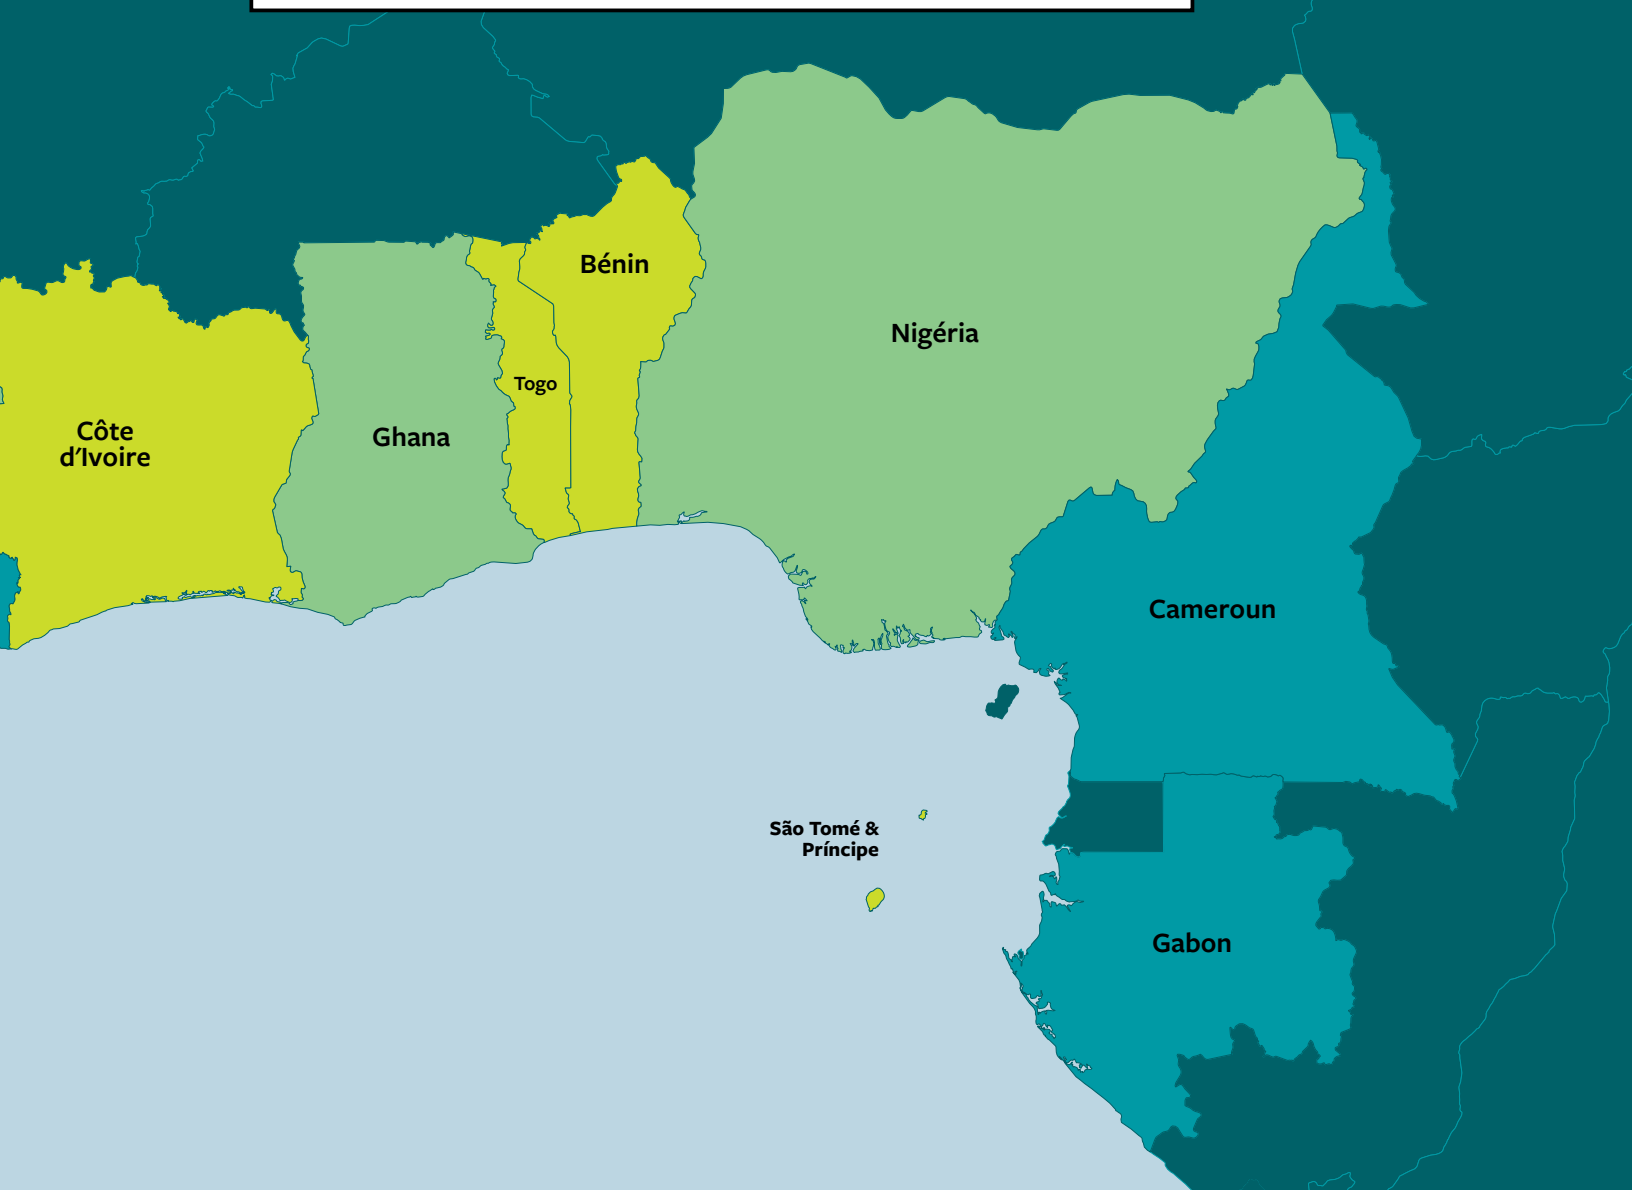 Bénin
Nigéria
Togo
Côte
d'Ivoire
Ghana
Cameroun
São Tomé &
Príncipe
Gabon